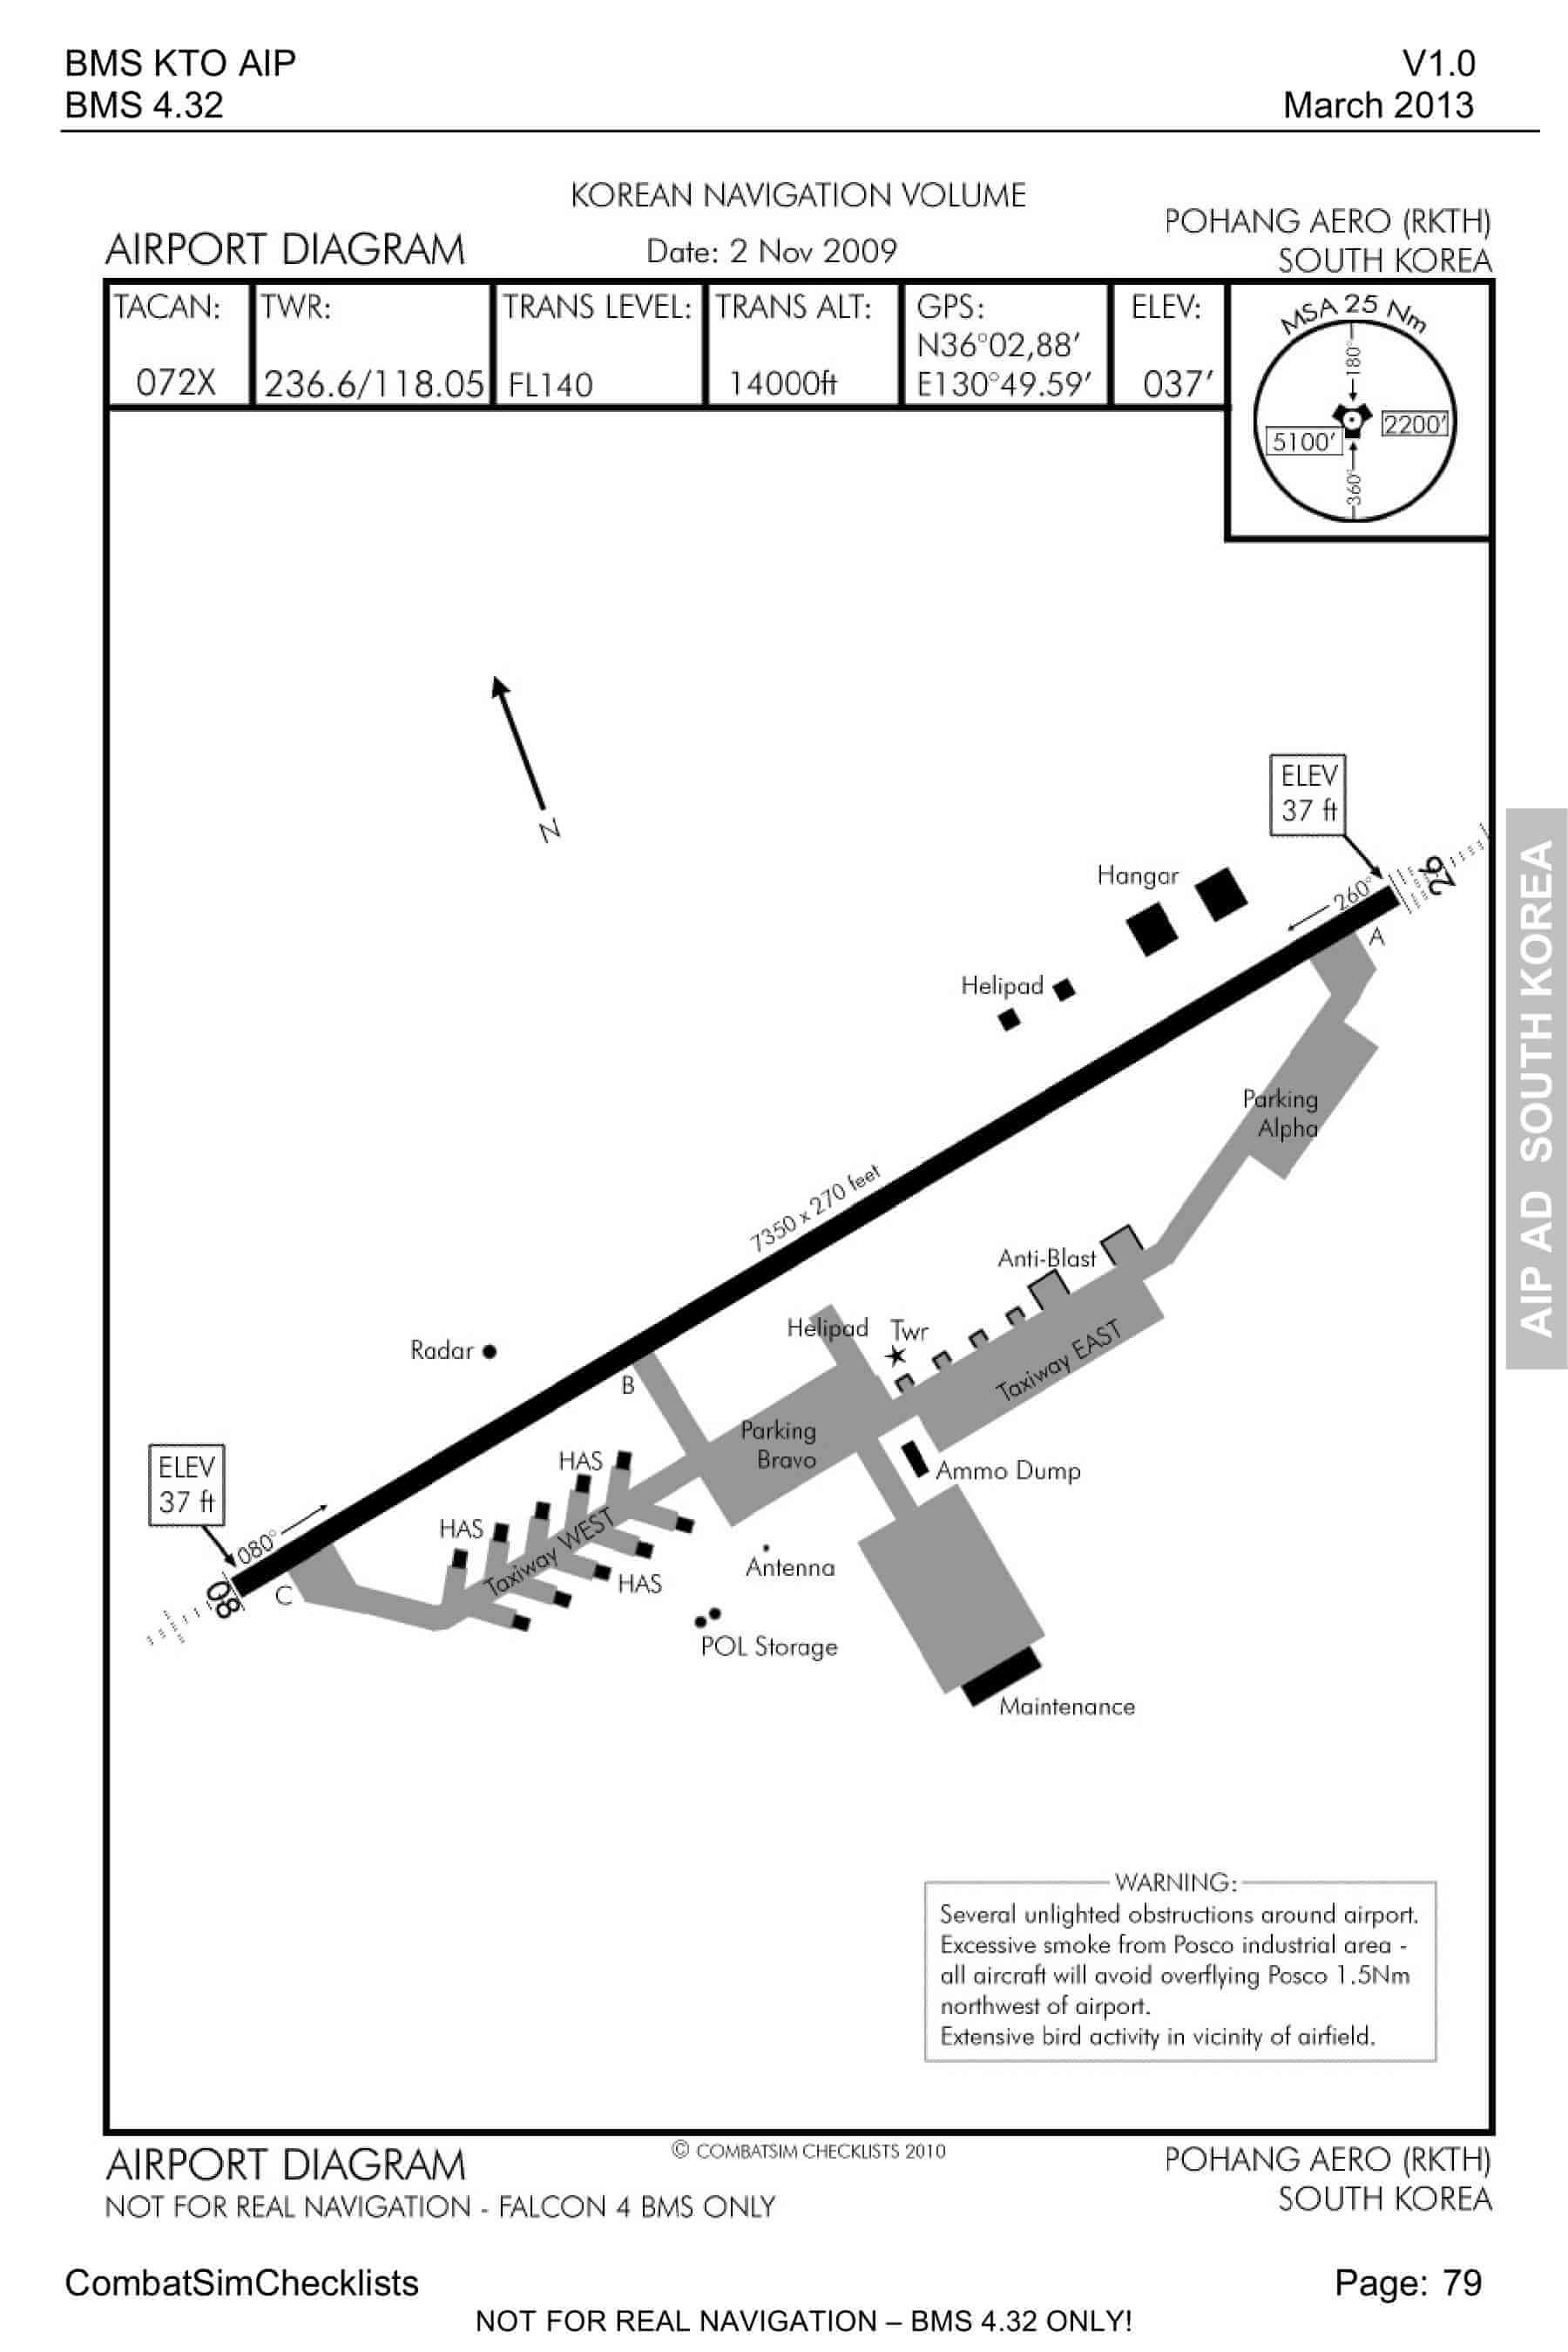 BMS KTO AIP
V1.0
BMS 4.32
March 2013
KOREAN NAVIGATION VOLUME
POHANG AERO (RKTH)
AIRPORT DIAGRAM
Date: 2 Nov 2009
SOUTH KOREA
TACAN:
072X
TWR:
236.6/118.05
TRANS LEVEL:
FL140
TRANS ALT:
14000ft
GPS:
N36°02,88′
E130°49.59′
ELEV:
037′
MSA 25 Nm
180°
5100′
2200′
360°
N
ELEV
37 ft
26
260°
A
Hangar
Helipad
Parking
Alpha
7350 x 270 feet
Anti-Blast
Helipad
Twr
Taxiway EAST
Radar
B
Parking
Bravo
HAS
Ammo Dump
ELEV
37 ft
HAS
Taxiway WEST
080°
08
C
HAS
Antenna
POL Storage
Maintenance
AIP AD SOUTH KOREA
WARNING:
Several unlighted obstructions around airport.
Excessive smoke from Posco industrial area -
all aircraft will avoid overflying Posco 1.5Nm
northwest of airport.
Extensive bird activity in vicinity of airfield.
AIRPORT DIAGRAM
© COMBATSIM CHECKLISTS 2010
POHANG AERO (RKTH)
NOT FOR REAL NAVIGATION - FALCON 4 BMS ONLY
SOUTH KOREA
CombatSimChecklists
Page: 79
NOT FOR REAL NAVIGATION – BMS 4.32 ONLY!